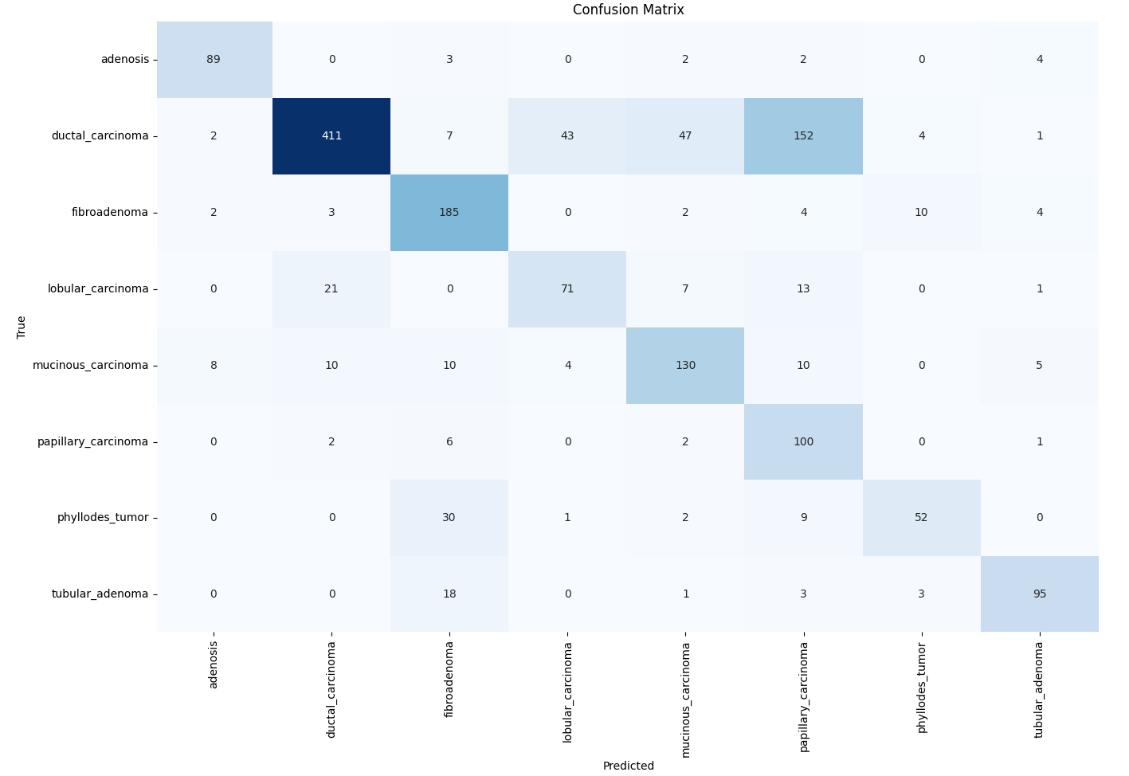 Confusion Matrix
adenosis 89 0 3 0 2 2 0 4
ductal_carcinoma 2 411 7 43 47 152 4 1
fibroadenoma 2 3 185 0 2 4 10 4
lobular_carcinoma 0 21 0 71 7 13 0 1
True
mucinous_carcinoma 8 10 10 4 130 10 0 5
papillary_carcinoma 0 2 6 0 2 100 0 1
phyllodes_tumor 0 0 30 1 2 9 52 0
tubular_adenoma 0 0 18 0 1 3 3 95
adenosis
ductal_carcinoma
fibroadenoma
lobular_carcinoma
mucinous_carcinoma
papillary_carcinoma
phyllodes_tumor
tubular_adenoma
Predicted